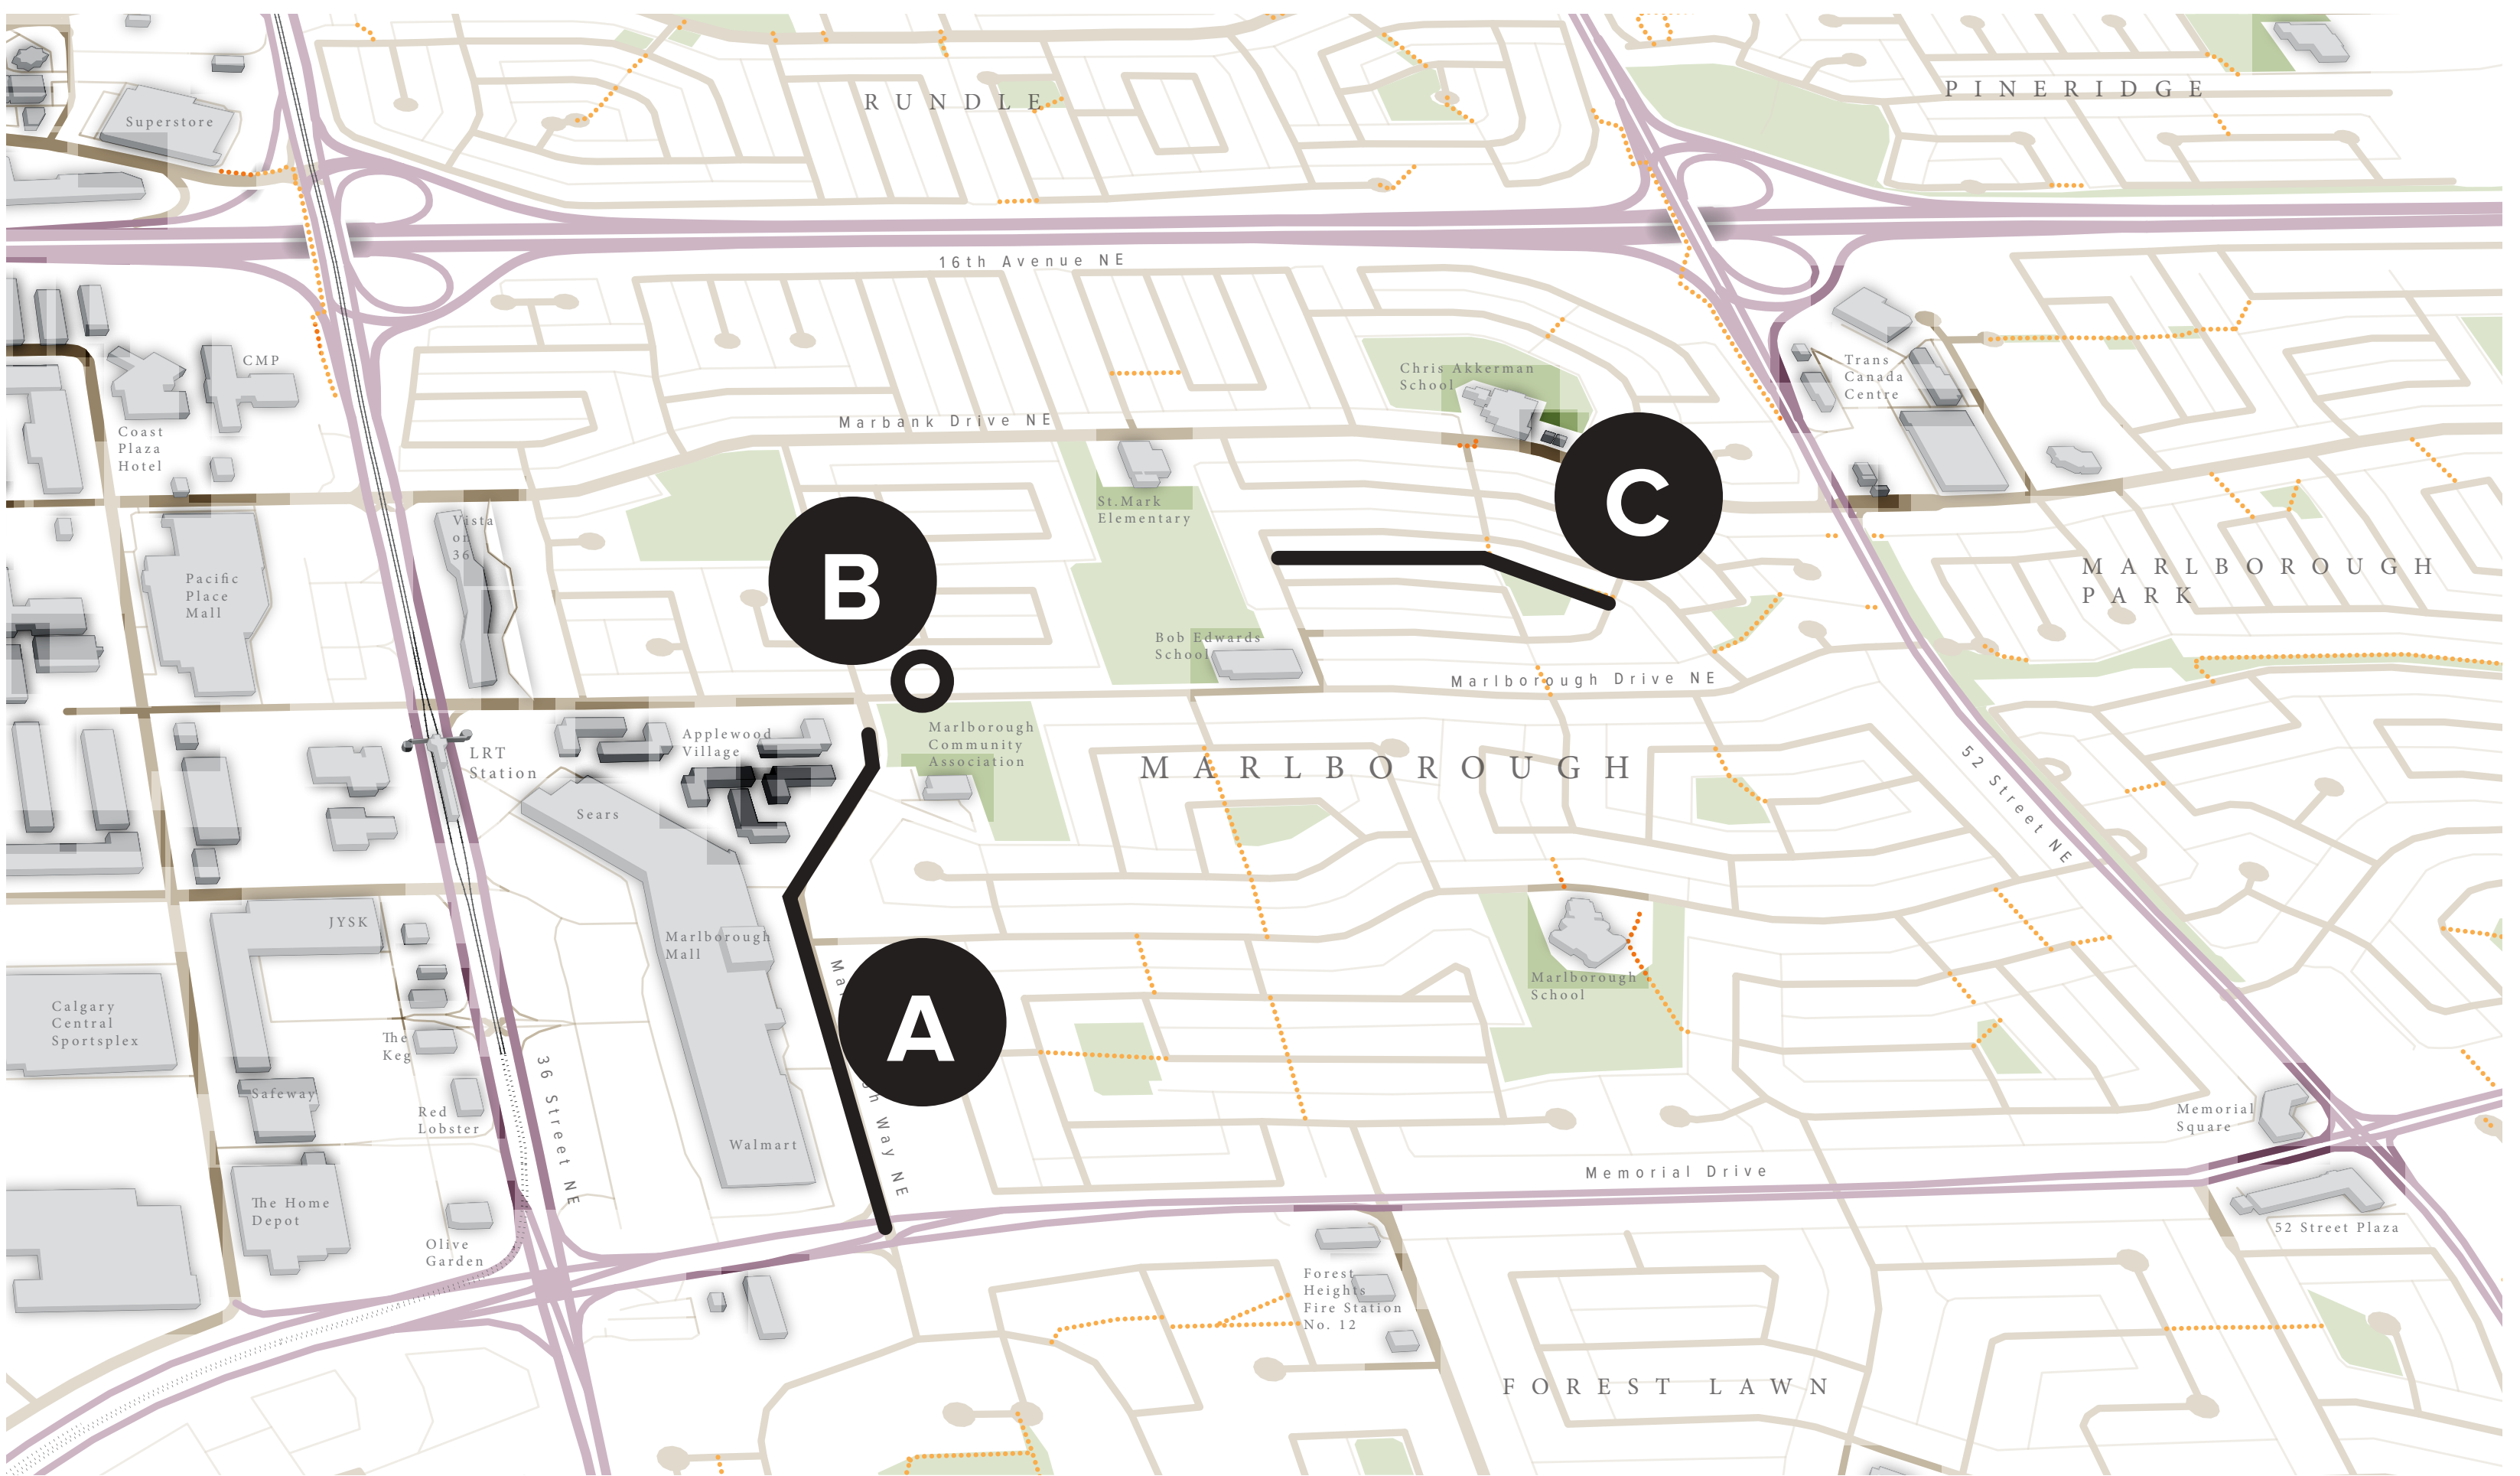 RUNDLE
PINERIDGE
Superstore
16th Avenue NE
CMP
Coast
Plaza
Hotel
Marbank Drive NE
Chris Akkerman
School
Trans
Canada
Centre
C
St.Mark
Elementary
Vista
on
36
B
Pacific
Place
Mall
MARLBOROUGH
PARK
Bob Edwards
School
Marlborough Drive NE
Marlborough
Community
Association
Applewood
Village
LRT
Station
MARLBOROUGH
52 Street NE
Sears
JYSK
Marlborough
Mall
Marlborough
School
Calgary
Central
Sportsplex
A
Way NE
The
Keg
36 Street NE
Safeway
Red
Lobster
Walmart
Memorial
Square
Memorial Drive
The Home
Depot
52 Street Plaza
Olive
Garden
Forest
Heights
Fire Station
No. 12
FOREST LAWN